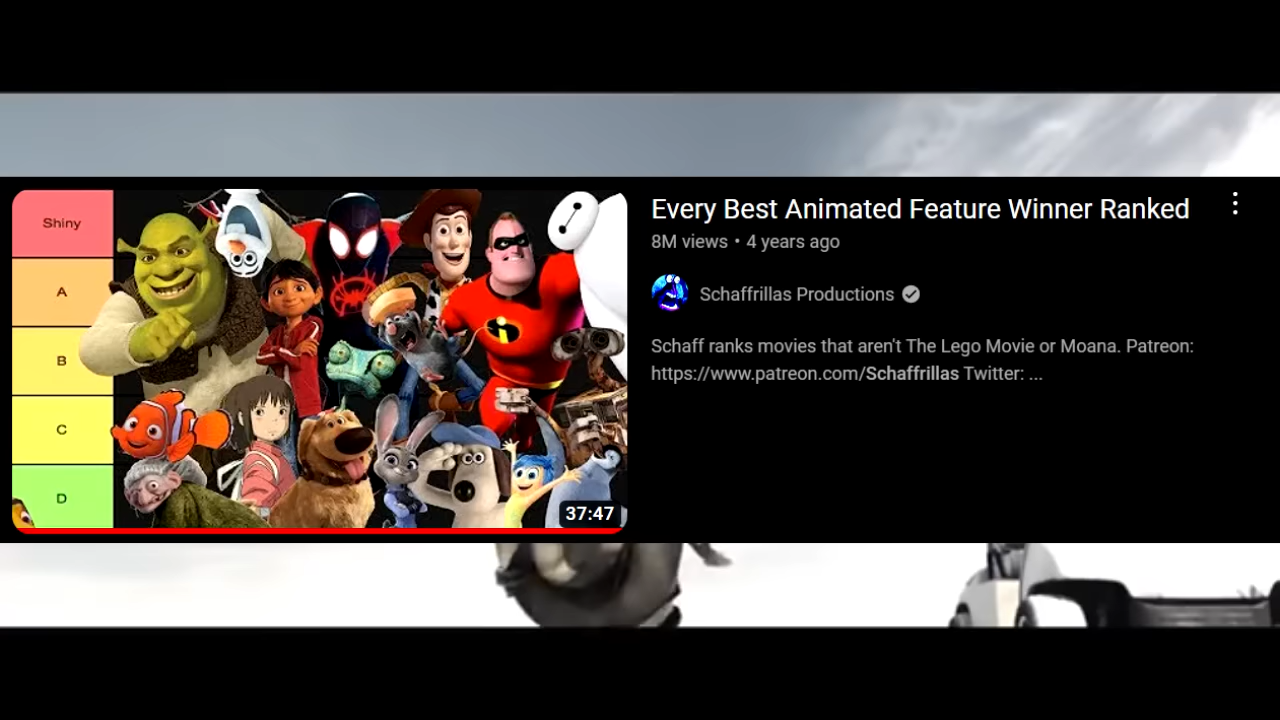 Shiny
A
B
C
D
37:47
Every Best Animated Feature Winner Ranked
8M views • 4 years ago
Schaffrillas Productions
Schaff ranks movies that aren't The Lego Movie or Moana. Patreon:
https://www.patreon.com/Schaffrillas Twitter: ...